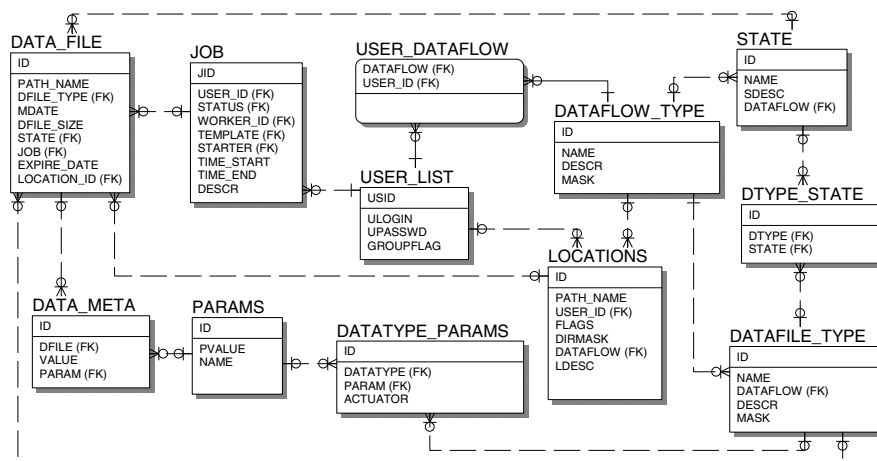 DATA_FILE
ID
PATH_NAME
DFILE_TYPE (FK)
MDATE
DFILE_SIZE
STATE (FK)
JOB (FK)
EXPIRE_DATE
LOCATION_ID (FK)
JOB
JID
USER_ID (FK)
STATUS (FK)
WORKER_ID (FK)
TEMPLATE (FK)
STARTER (FK)
TIME_START
TIME_END
DESCR
USER_DATAFLOW
DATAFLOW (FK)
USER_ID (FK)
STATE
ID
NAME
SDESC
DATAFLOW (FK)
DATAFLOW_TYPE
ID
NAME
DESCR
MASK
USER_LIST
USID
ULOGIN
UPASSWD
GROUPFLAG
DTYPE_STATE
ID
DTYPE (FK)
STATE (FK)
LOCATIONS
ID
PATH_NAME
USER_ID (FK)
FLAGS
DIRMASK
DATAFLOW (FK)
LDESC
DATA_META
ID
DFILE (FK)
VALUE
PARAM (FK)
PARAMS
ID
PVALUE
NAME
DATATYPE_PARAMS
ID
DATATYPE (FK)
PARAM (FK)
ACTUATOR
DATAFILE_TYPE
ID
NAME
DATAFLOW (FK)
DESCR
MASK